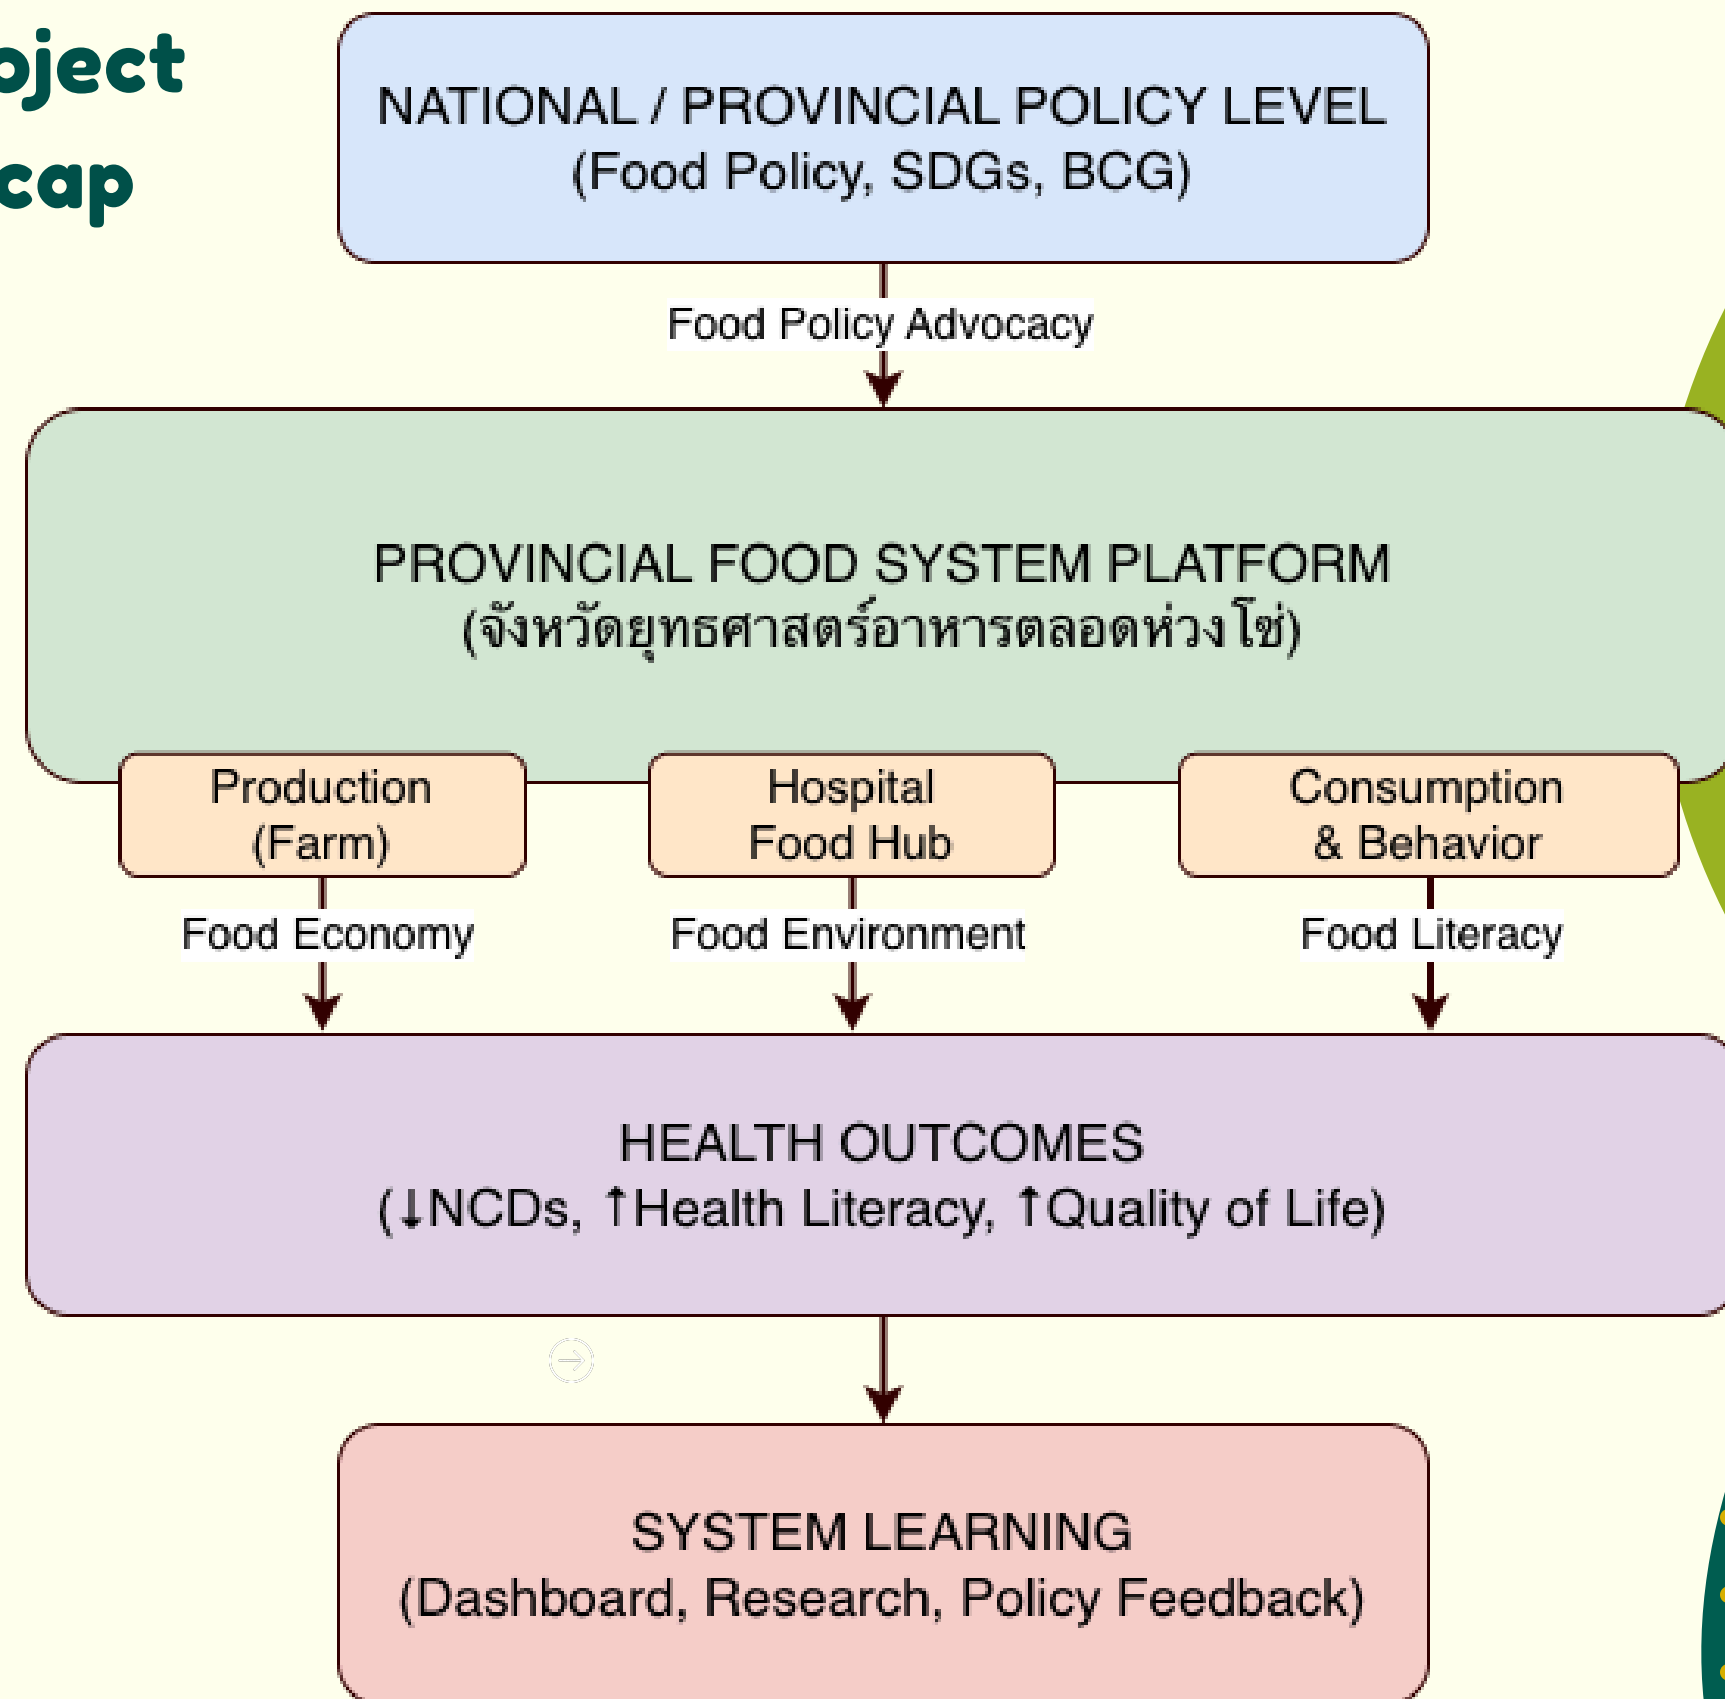 oject
cap
NATIONAL / PROVINCIAL POLICY LEVEL
(Food Policy, SDGs, BCG)
Food Policy Advocacy
PROVINCIAL FOOD SYSTEM PLATFORM
(จังหวัดยุทธศาสตร์อาหารตลอดห่วงโซ่)
Production
(Farm)
Hospital
Food Hub
Consumption
& Behavior
Food Economy
Food Environment
Food Literacy
HEALTH OUTCOMES
(↓NCDs, ↑Health Literacy, ↑Quality of Life)
SYSTEM LEARNING
(Dashboard, Research, Policy Feedback)